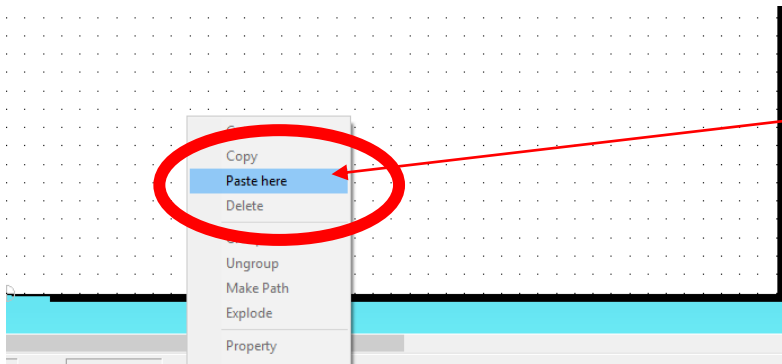 Copy
Paste here
Delete
Ungroup
Make Path
Explode
Property